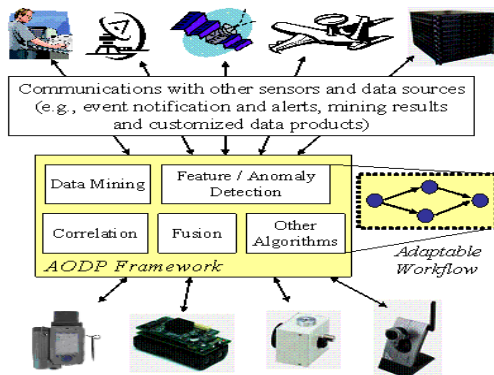 Communications with other sensors and data sources
(e.g., event notification and alerts, mining results
and customized data products)
Data Mining
Feature / Anomaly
Detection
Correlation
Fusion
Other
Algorithms
AODP Framework
Adaptable
Workflow